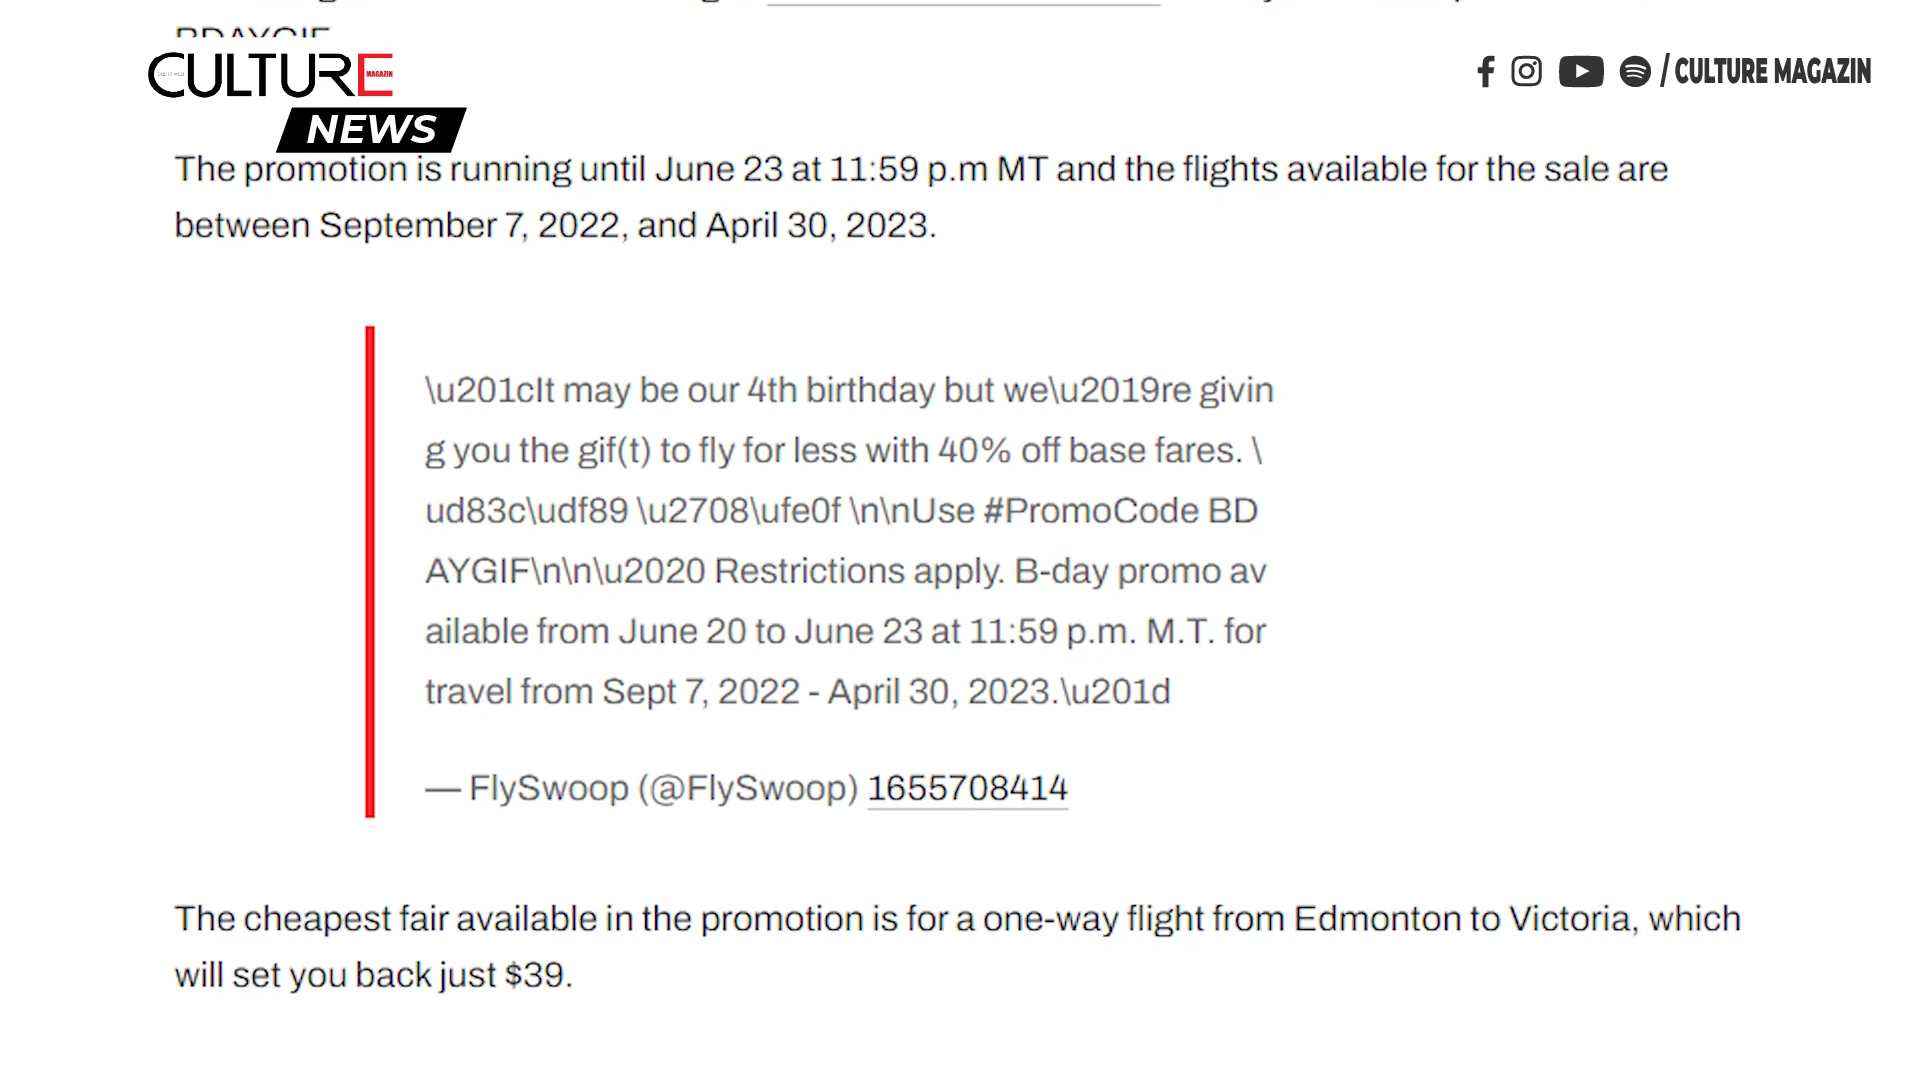 BDAYGIF
CULTURE
MAGAZIN
NEWS
/ CULTURE MAGAZIN
The promotion is running until June 23 at 11:59 p.m MT and the flights available for the sale are
between September 7, 2022, and April 30, 2023.
\u201cIt may be our 4th birthday but we\u2019re givin
g you the gif(t) to fly for less with 40% off base fares. \
ud83c\udf89 \u2708\ufe0f \n\nUse #PromoCode BD
AYGIF\n\n\u2020 Restrictions apply. B-day promo av
ailable from June 20 to June 23 at 11:59 p.m. M.T. for
travel from Sept 7, 2022 - April 30, 2023.\u201d
— FlySwoop (@FlySwoop) 1655708414
The cheapest fair available in the promotion is for a one-way flight from Edmonton to Victoria, which
will set you back just $39.